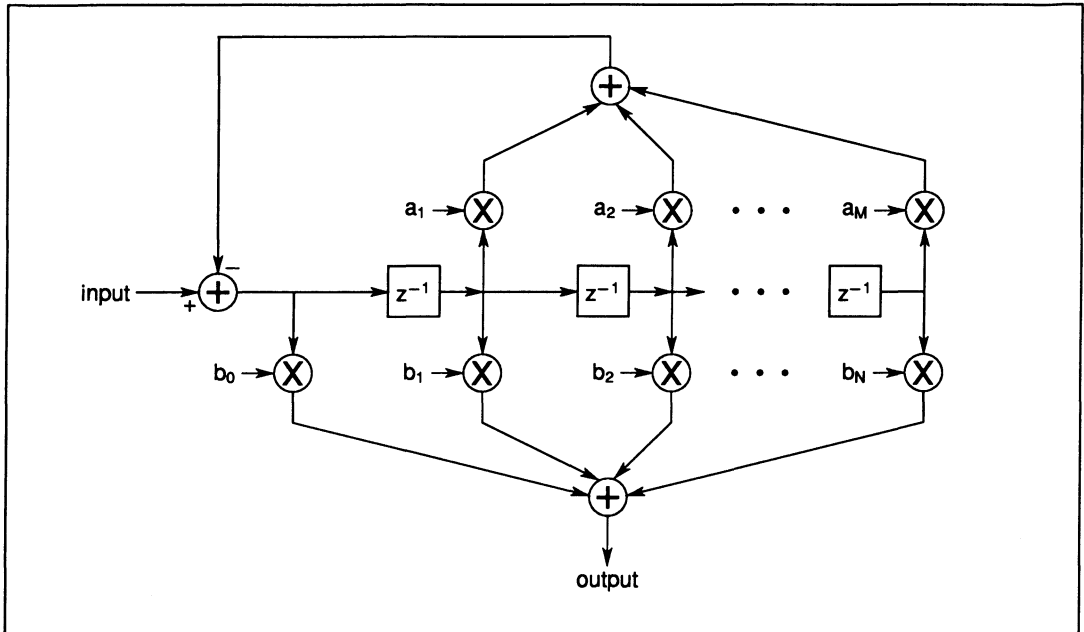 +
a₁ X a₂ X • • • aM X
−
input + + z⁻¹ z⁻¹ • • • z⁻¹
b₀ X b₁ X b₂ X • • • bN X
+
output